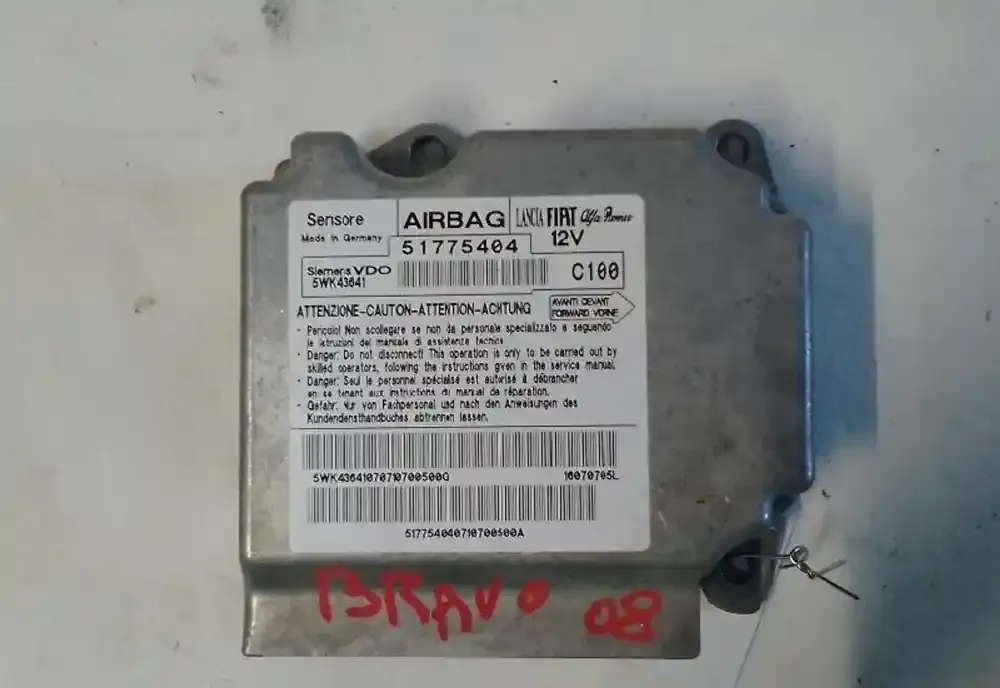 Sensore AIRBAG LANCIA FIAT Alfa Romeo
Made in Germany 51775404 12V
Siemens VDO C100
5WK43641
ATTENZIONE-CAUTON-ATTENTION-ACHTUNG
AVANTI DEVANT
FORWARD VORNE
- Pericolo! Non scollegare se non da personale specializzato e seguendo
le istruzioni del manuale di assistenza tecnica
- Danger: Do not disconnect! This operation is only to be carried out by
skilled operators, following the instructions given in the service manual.
- Danger: Seul le personnel spécialisé est autorisé à débrancher
en se tenant aux instructions du manual de réparation.
- Gefahr: Nur von Fachpersonal und nach den Anweisungen des
Kundendensthandbuches abtrennen lassen.
5WK436410707107005000 16070705L
517754040710700500A
BRAVO 08